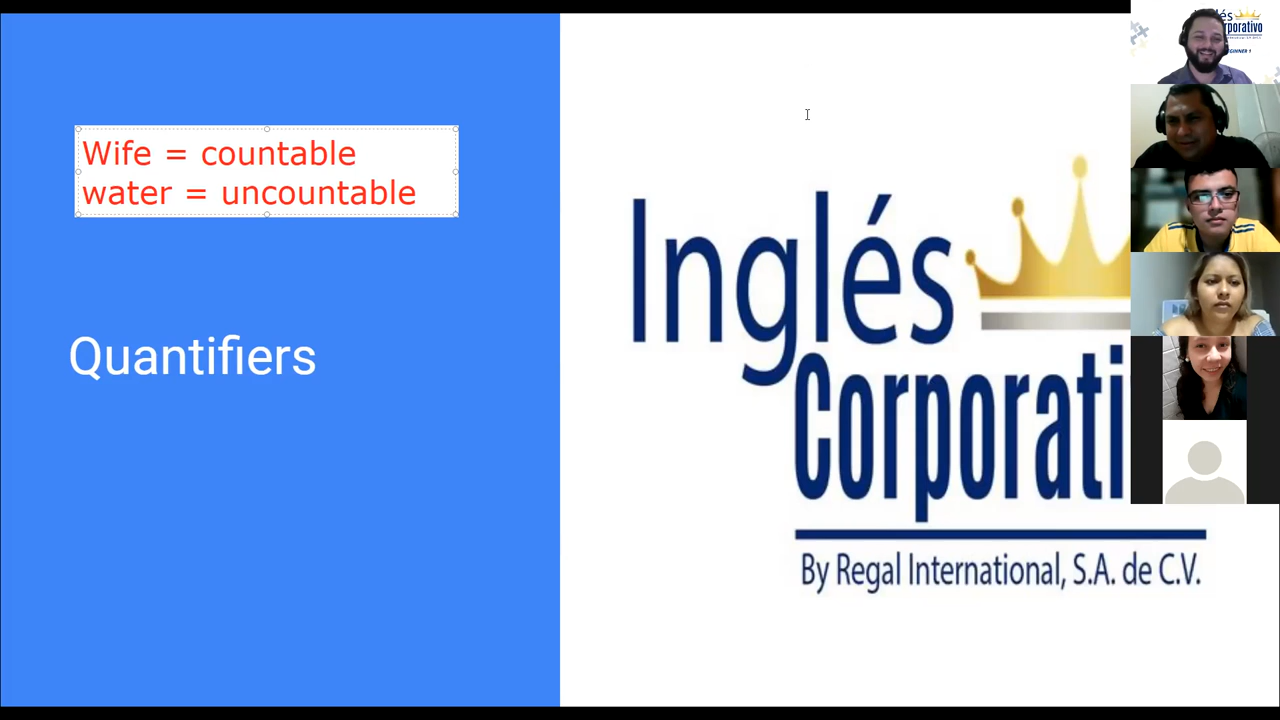 Wife = countable
water = uncountable
Quantifiers
Inglés
Corporati
By Regal International, S.A. de C.V.